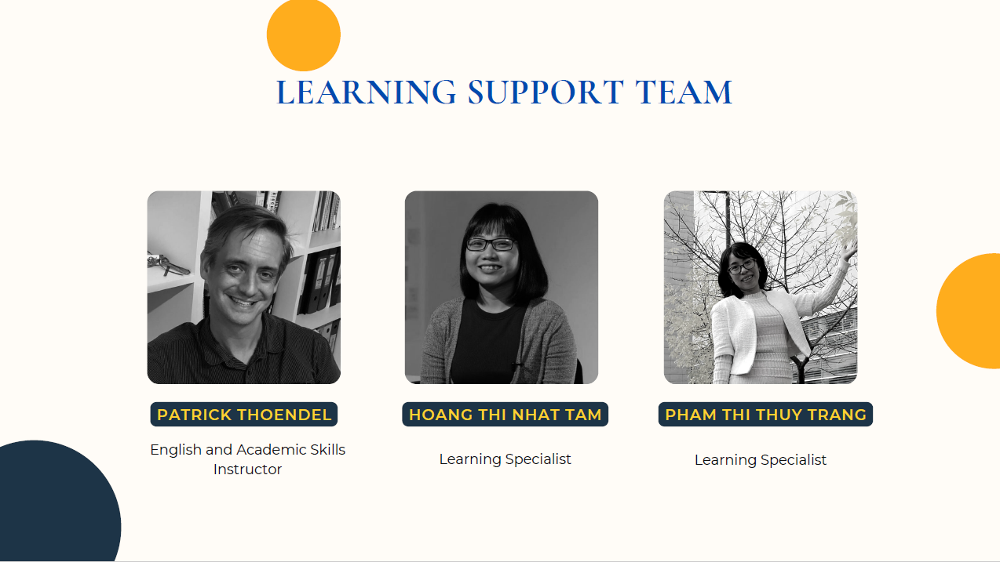 LEARNING SUPPORT TEAM
PATRICK THOENDEL
English and Academic Skills
Instructor
HOANG THI NHAT TAM
Learning Specialist
PHAM THI THUY TRANG
Learning Specialist